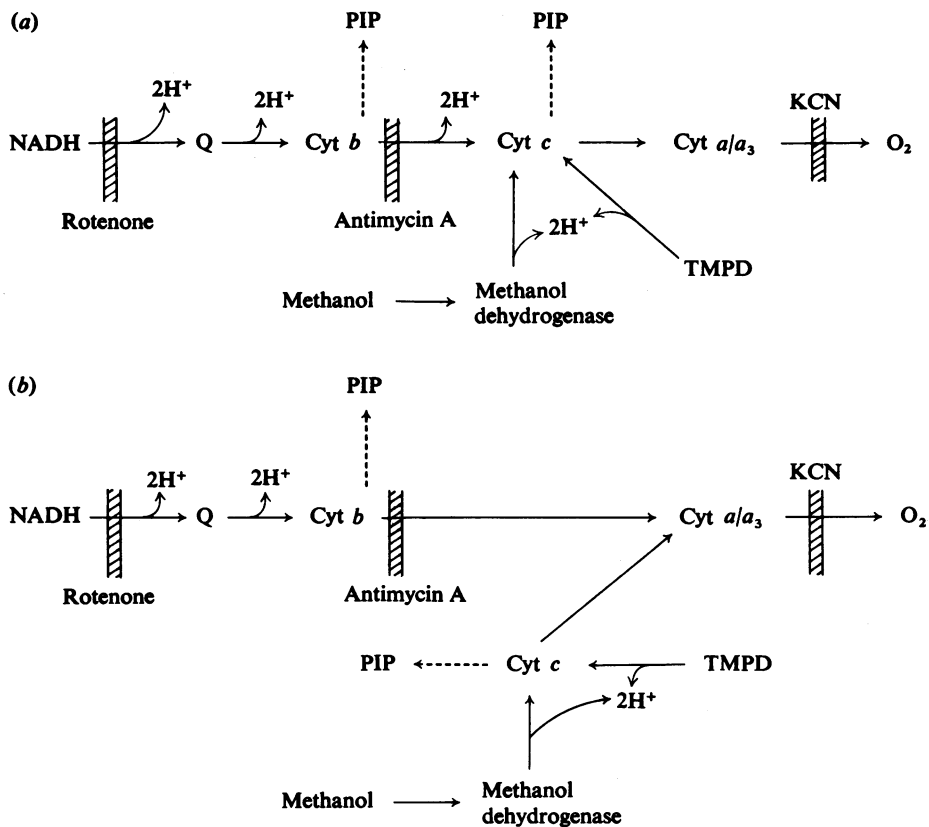 (a)
PIP PIP
2H+ 2H+ 2H+ KCN
NADH Q Cyt b Cyt c Cyt a/a3 O2
Rotenone Antimycin A
2H+
TMPD
Methanol Methanol
dehydrogenase
(b)
PIP
2H+ 2H+ KCN
NADH Q Cyt b Cyt a/a3 O2
Rotenone Antimycin A
PIP Cyt c TMPD
2H+
Methanol Methanol
dehydrogenase